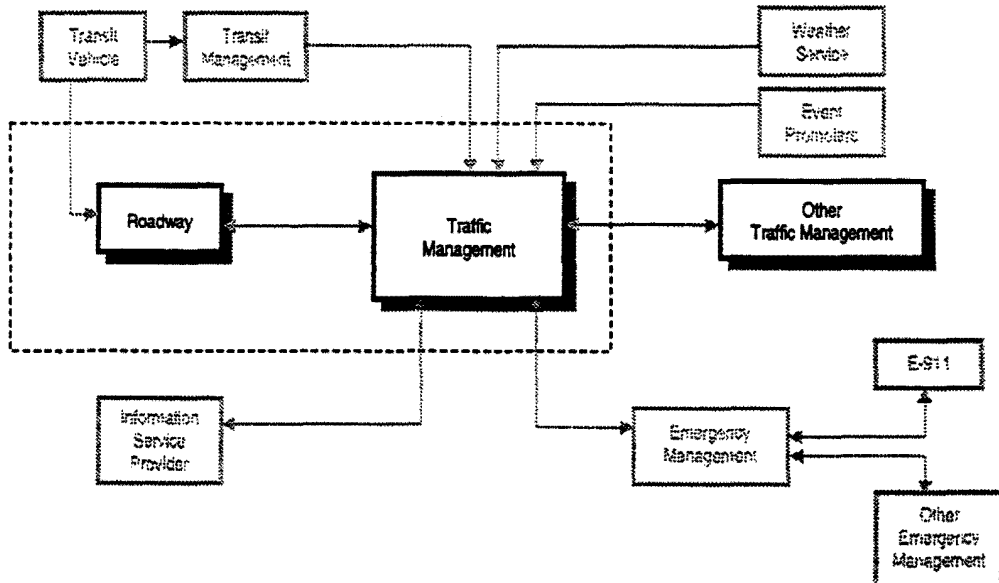 Transit
Vehicle
Transit
Management
Weather
Service
Event
Promoters
Roadway
Traffic
Management
Other
Traffic Management
E-911
Information
Service
Provider
Emergency
Management
Other
Emergency
Management